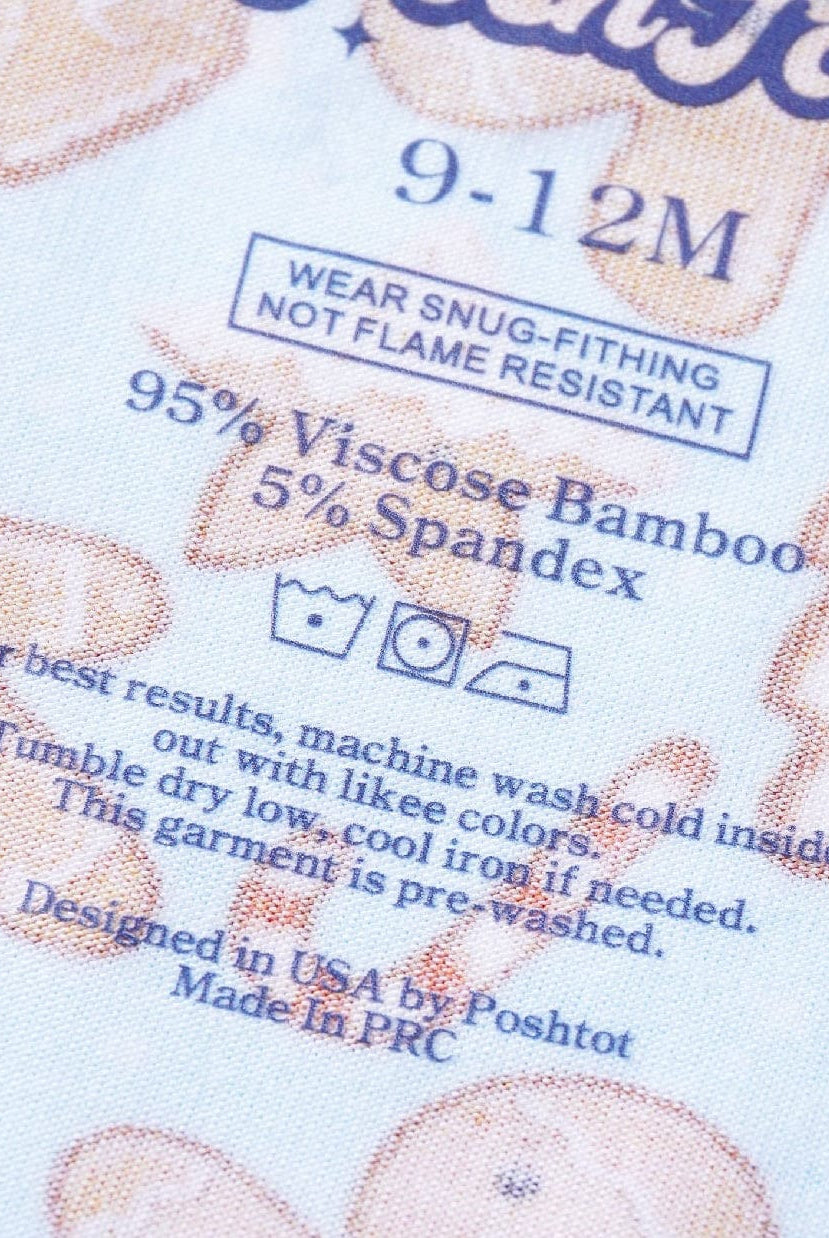 9-12M
WEAR SNUG-FITHING
NOT FLAME RESISTANT
95% Viscose Bamboo
5% Spandex
best results, machine wash cold inside
out with likee colors.
Tumble dry low, cool iron if needed.
This garment is pre-washed.
Designed in USA by Poshtot
Made In PRC